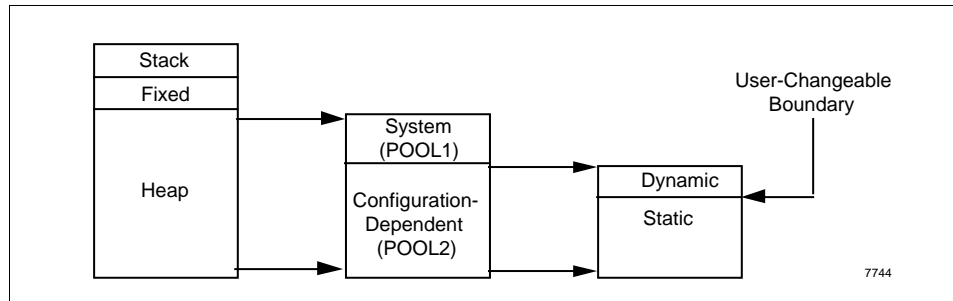 Stack
Fixed
Heap
System
(POOL1)
Configuration-
Dependent
(POOL2)
Dynamic
Static
User-Changeable
Boundary
7744